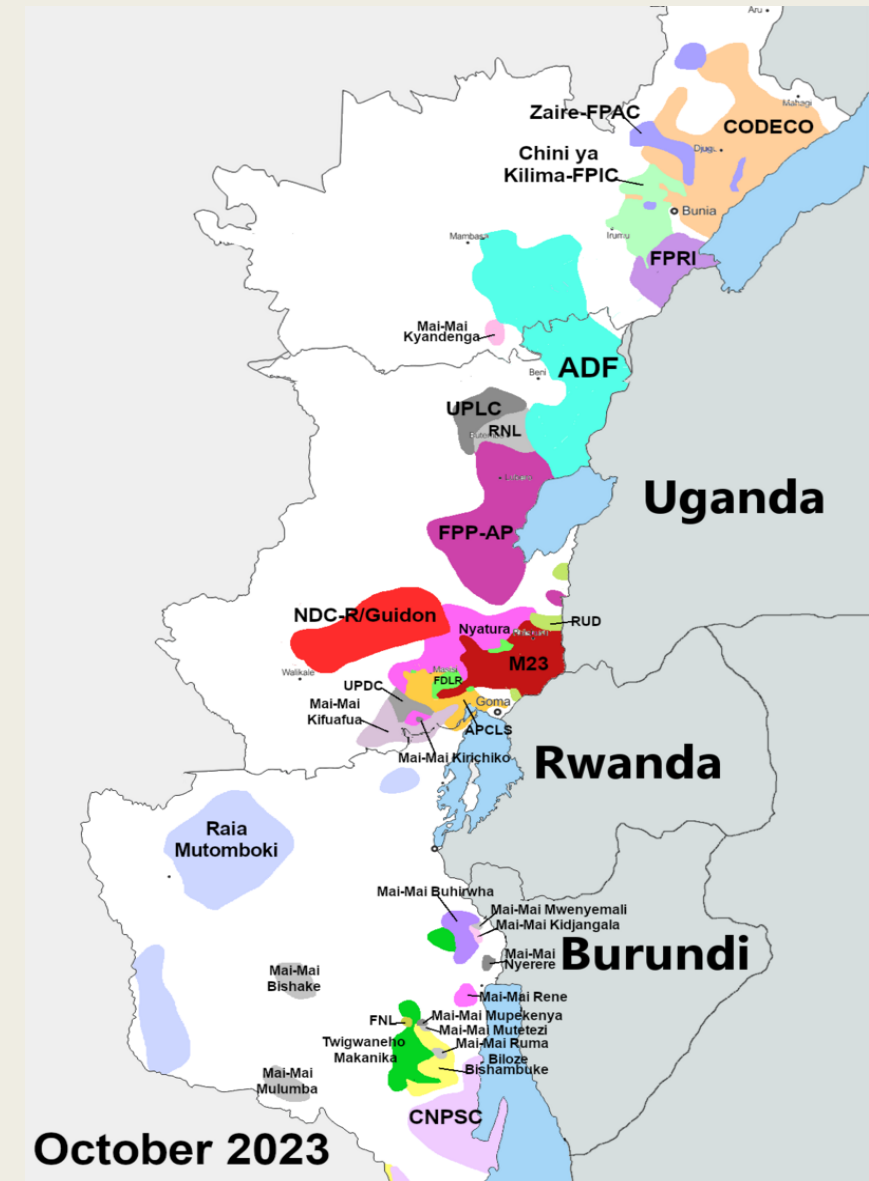 Aru
Mahagi
Zaire-FPAC
CODECO
Djugu
Chini ya
Kilima-FPIC
Bunia
Irumu
Mambasa
FPRI
Mai-Mai
Kyandenga
ADF
Beni
UPLC
RNL
Uganda
FPP-AP
NDC-R/Guidon
Nyatura
RUD
M23
Walikale
Masisi
FDLR
UPDC
Mai-Mai
Kifuafua
Goma
APCLS
Mai-Mai Kirichiko
Rwanda
Raia
Mutomboki
Mai-Mai Buhirwha
Mai-Mai Mwenyemali
Mai-Mai Kidjangala
Burundi
Mai-Mai
Nyerere
Mai-Mai
Bishake
Mai-Mai Rene
FNL
Mai-Mai Mupekenya
Mai-Mai Mutetezi
Twigwaneho
Makanika
Mai-Mai Ruma
Biloze
Bishambuke
Mai-Mai
Mulumba
CNPSC
October 2023